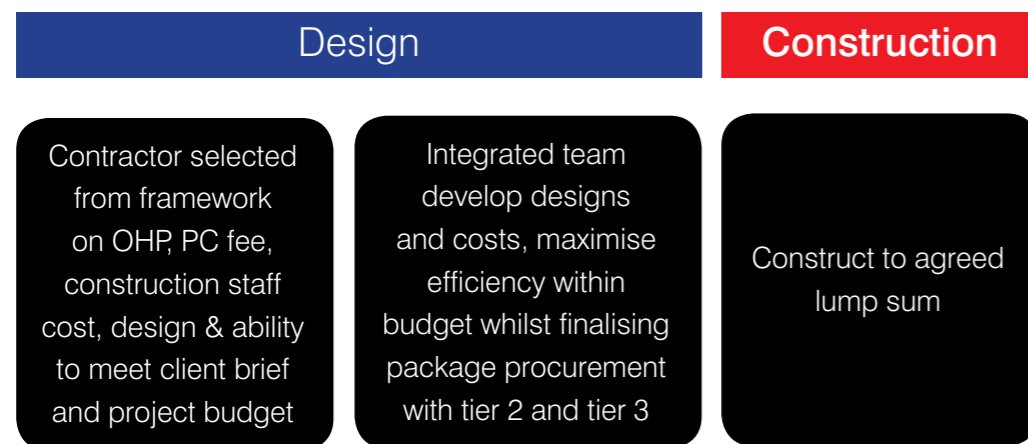 Design
Construction
Contractor selected
from framework
on OHP, PC fee,
construction staff
cost, design & ability
to meet client brief
and project budget
Integrated team
develop designs
and costs, maximise
efficiency within
budget whilst finalising
package procurement
with tier 2 and tier 3
Construct to agreed
lump sum